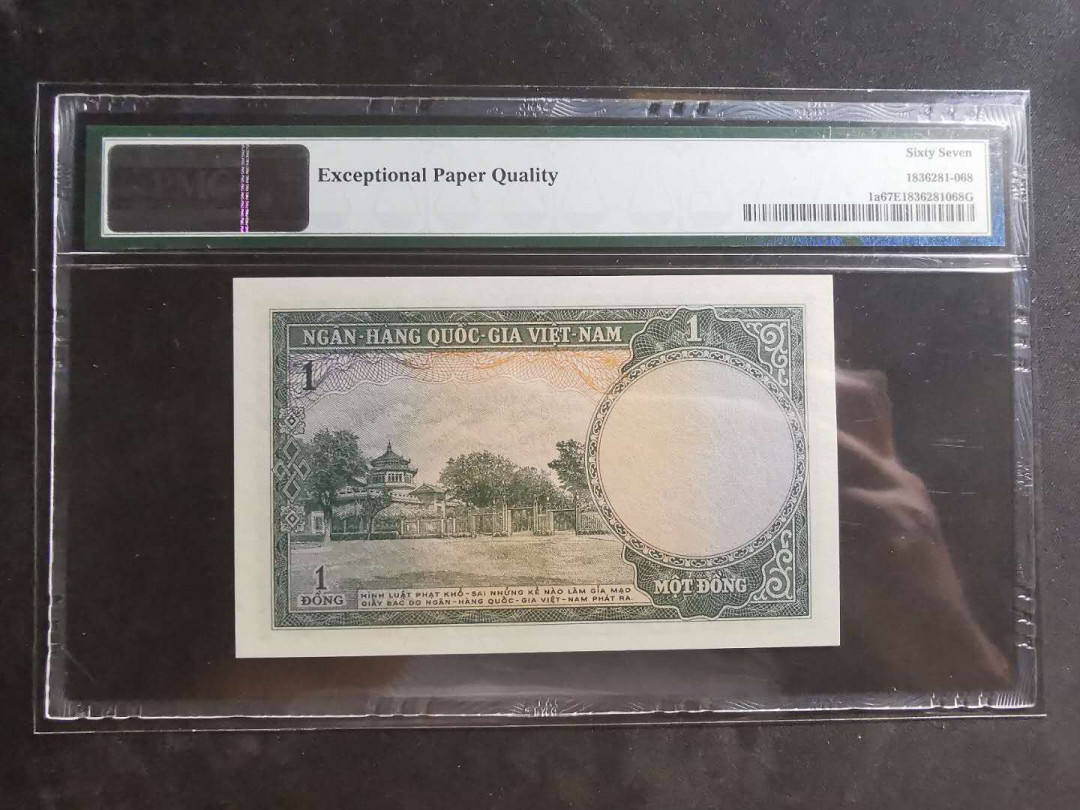 Sixty Seven
Exceptional Paper Quality
1836281-068
1a67E1836281068G
NGÂN-HÀNG QUỐC-GIA VIỆT-NAM
1
1
1
ĐỒNG
HÌNH LUẬT PHẠT KHỔ-SAI NHỮNG KẺ NÀO LÀM GIẢ MẠO
GIẤY BẠC DO NGÂN-HÀNG QUỐC-GIA VIỆT-NAM PHÁT RA
MỘT ĐỒNG